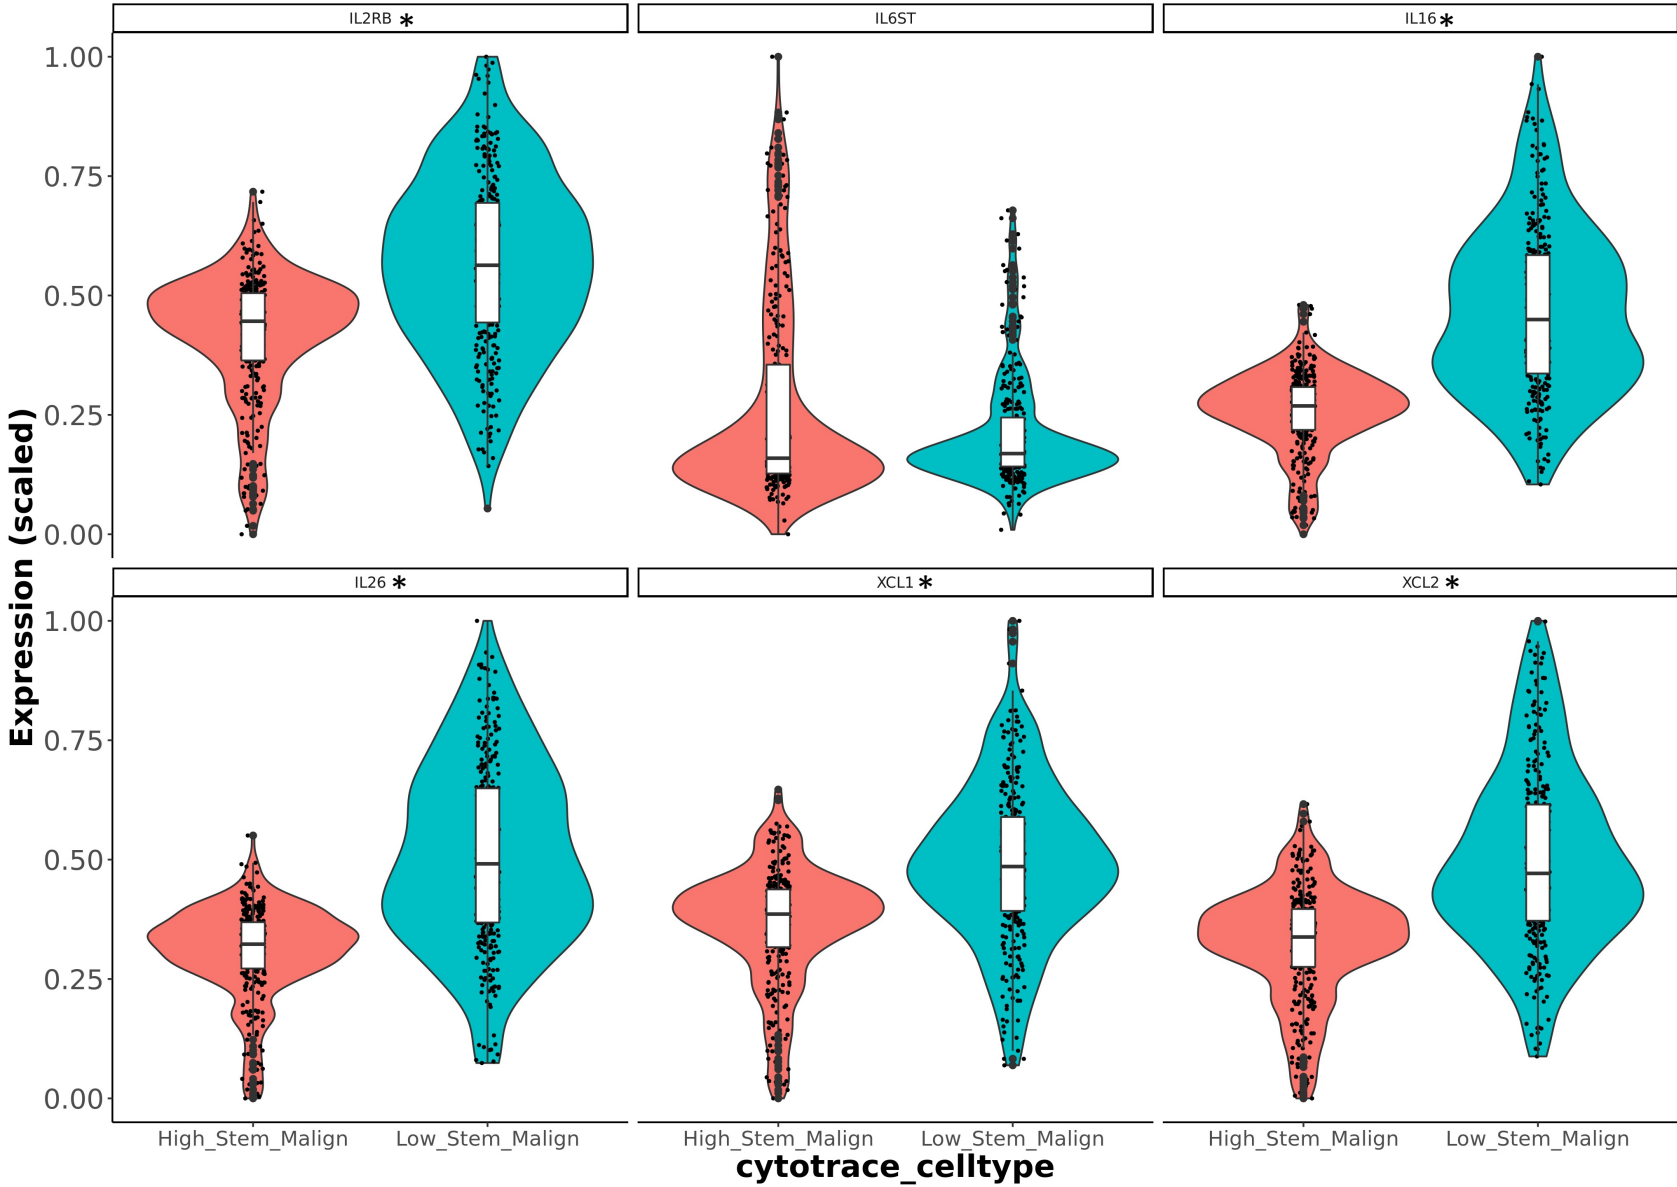 IL2RB *
IL6ST
IL16 *
1.00
0.75
0.50
0.25
0.00
IL26 *
XCL1 *
XCL2 *
1.00
0.75
0.50
0.25
0.00
Expression (scaled)
High_Stem_Malign
Low_Stem_Malign
High_Stem_Malign
Low_Stem_Malign
High_Stem_Malign
Low_Stem_Malign
cytotrace_celltype